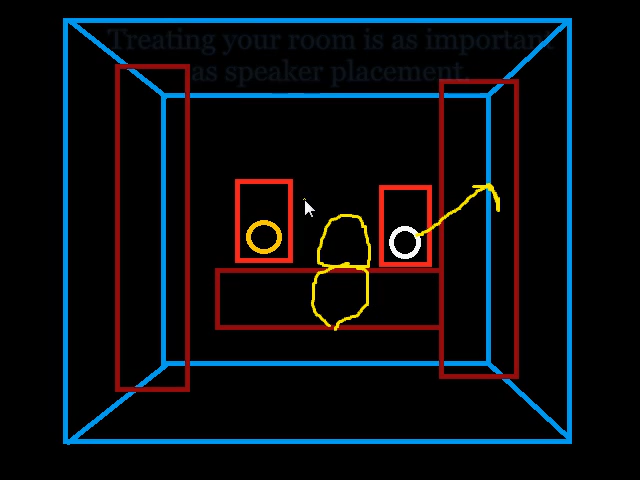 Treating your room is as important
as speaker placement.